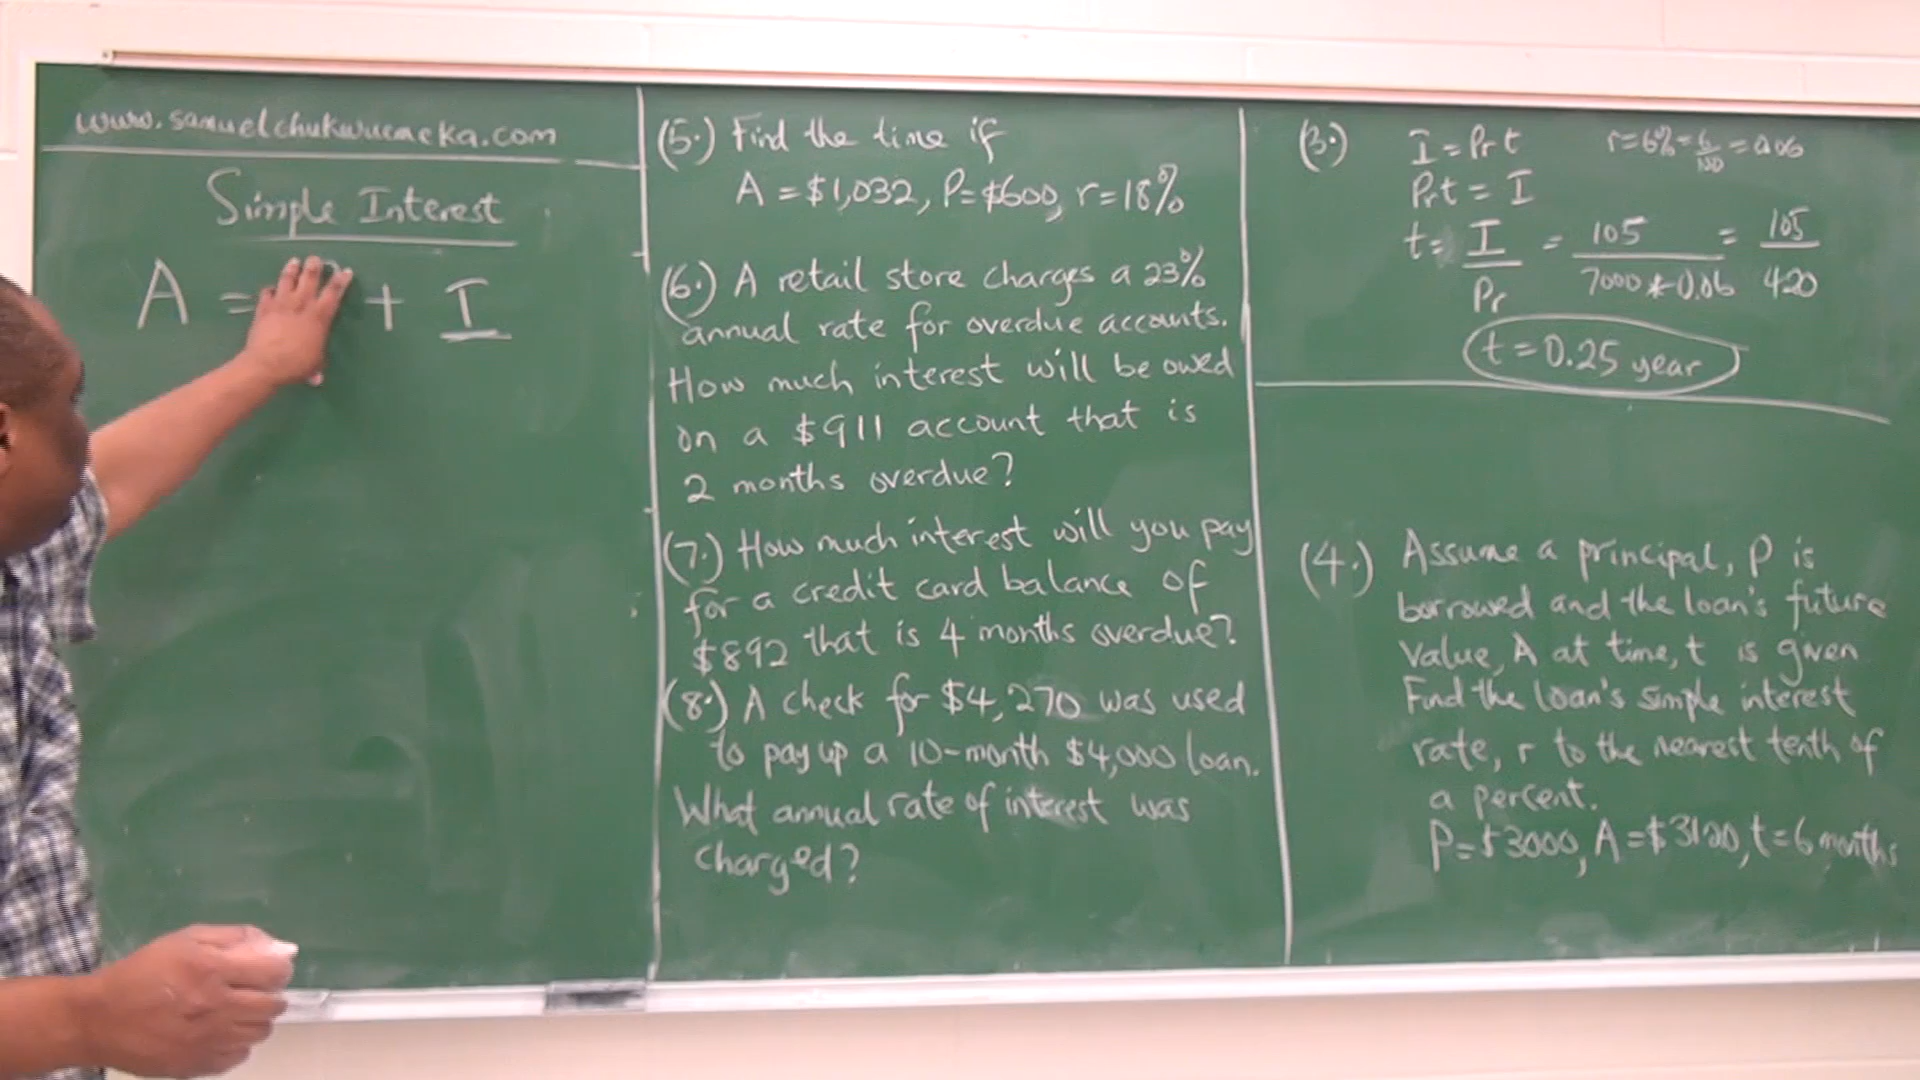 www.samuelchukwuemeka.com
Simple Interest
A = + I
(5.) Find the time if
A = $1,032, P = $600, r = 18%
(6.) A retail store charges a 23%
annual rate for overdue accounts.
How much interest will be owed
on a $911 account that is
2 months overdue?
(7.) How much interest will you pay
for a credit card balance of
$892 that is 4 months overdue?
(8.) A check for $4,270 was used
to pay up a 10-month $4,000 loan.
What annual rate of interest was
charged?
(3.) I = Prt r = 6% = 6/100 = 0.06
Prt = I
t = I/Pr = 105/7000*0.06 = 105/420
t = 0.25 year
(4.) Assume a principal, P is
borrowed and the loan's future
value, A at time, t is given
Find the loan's simple interest
rate, r to the nearest tenth of
a percent.
P = $3000, A = t = 6 months